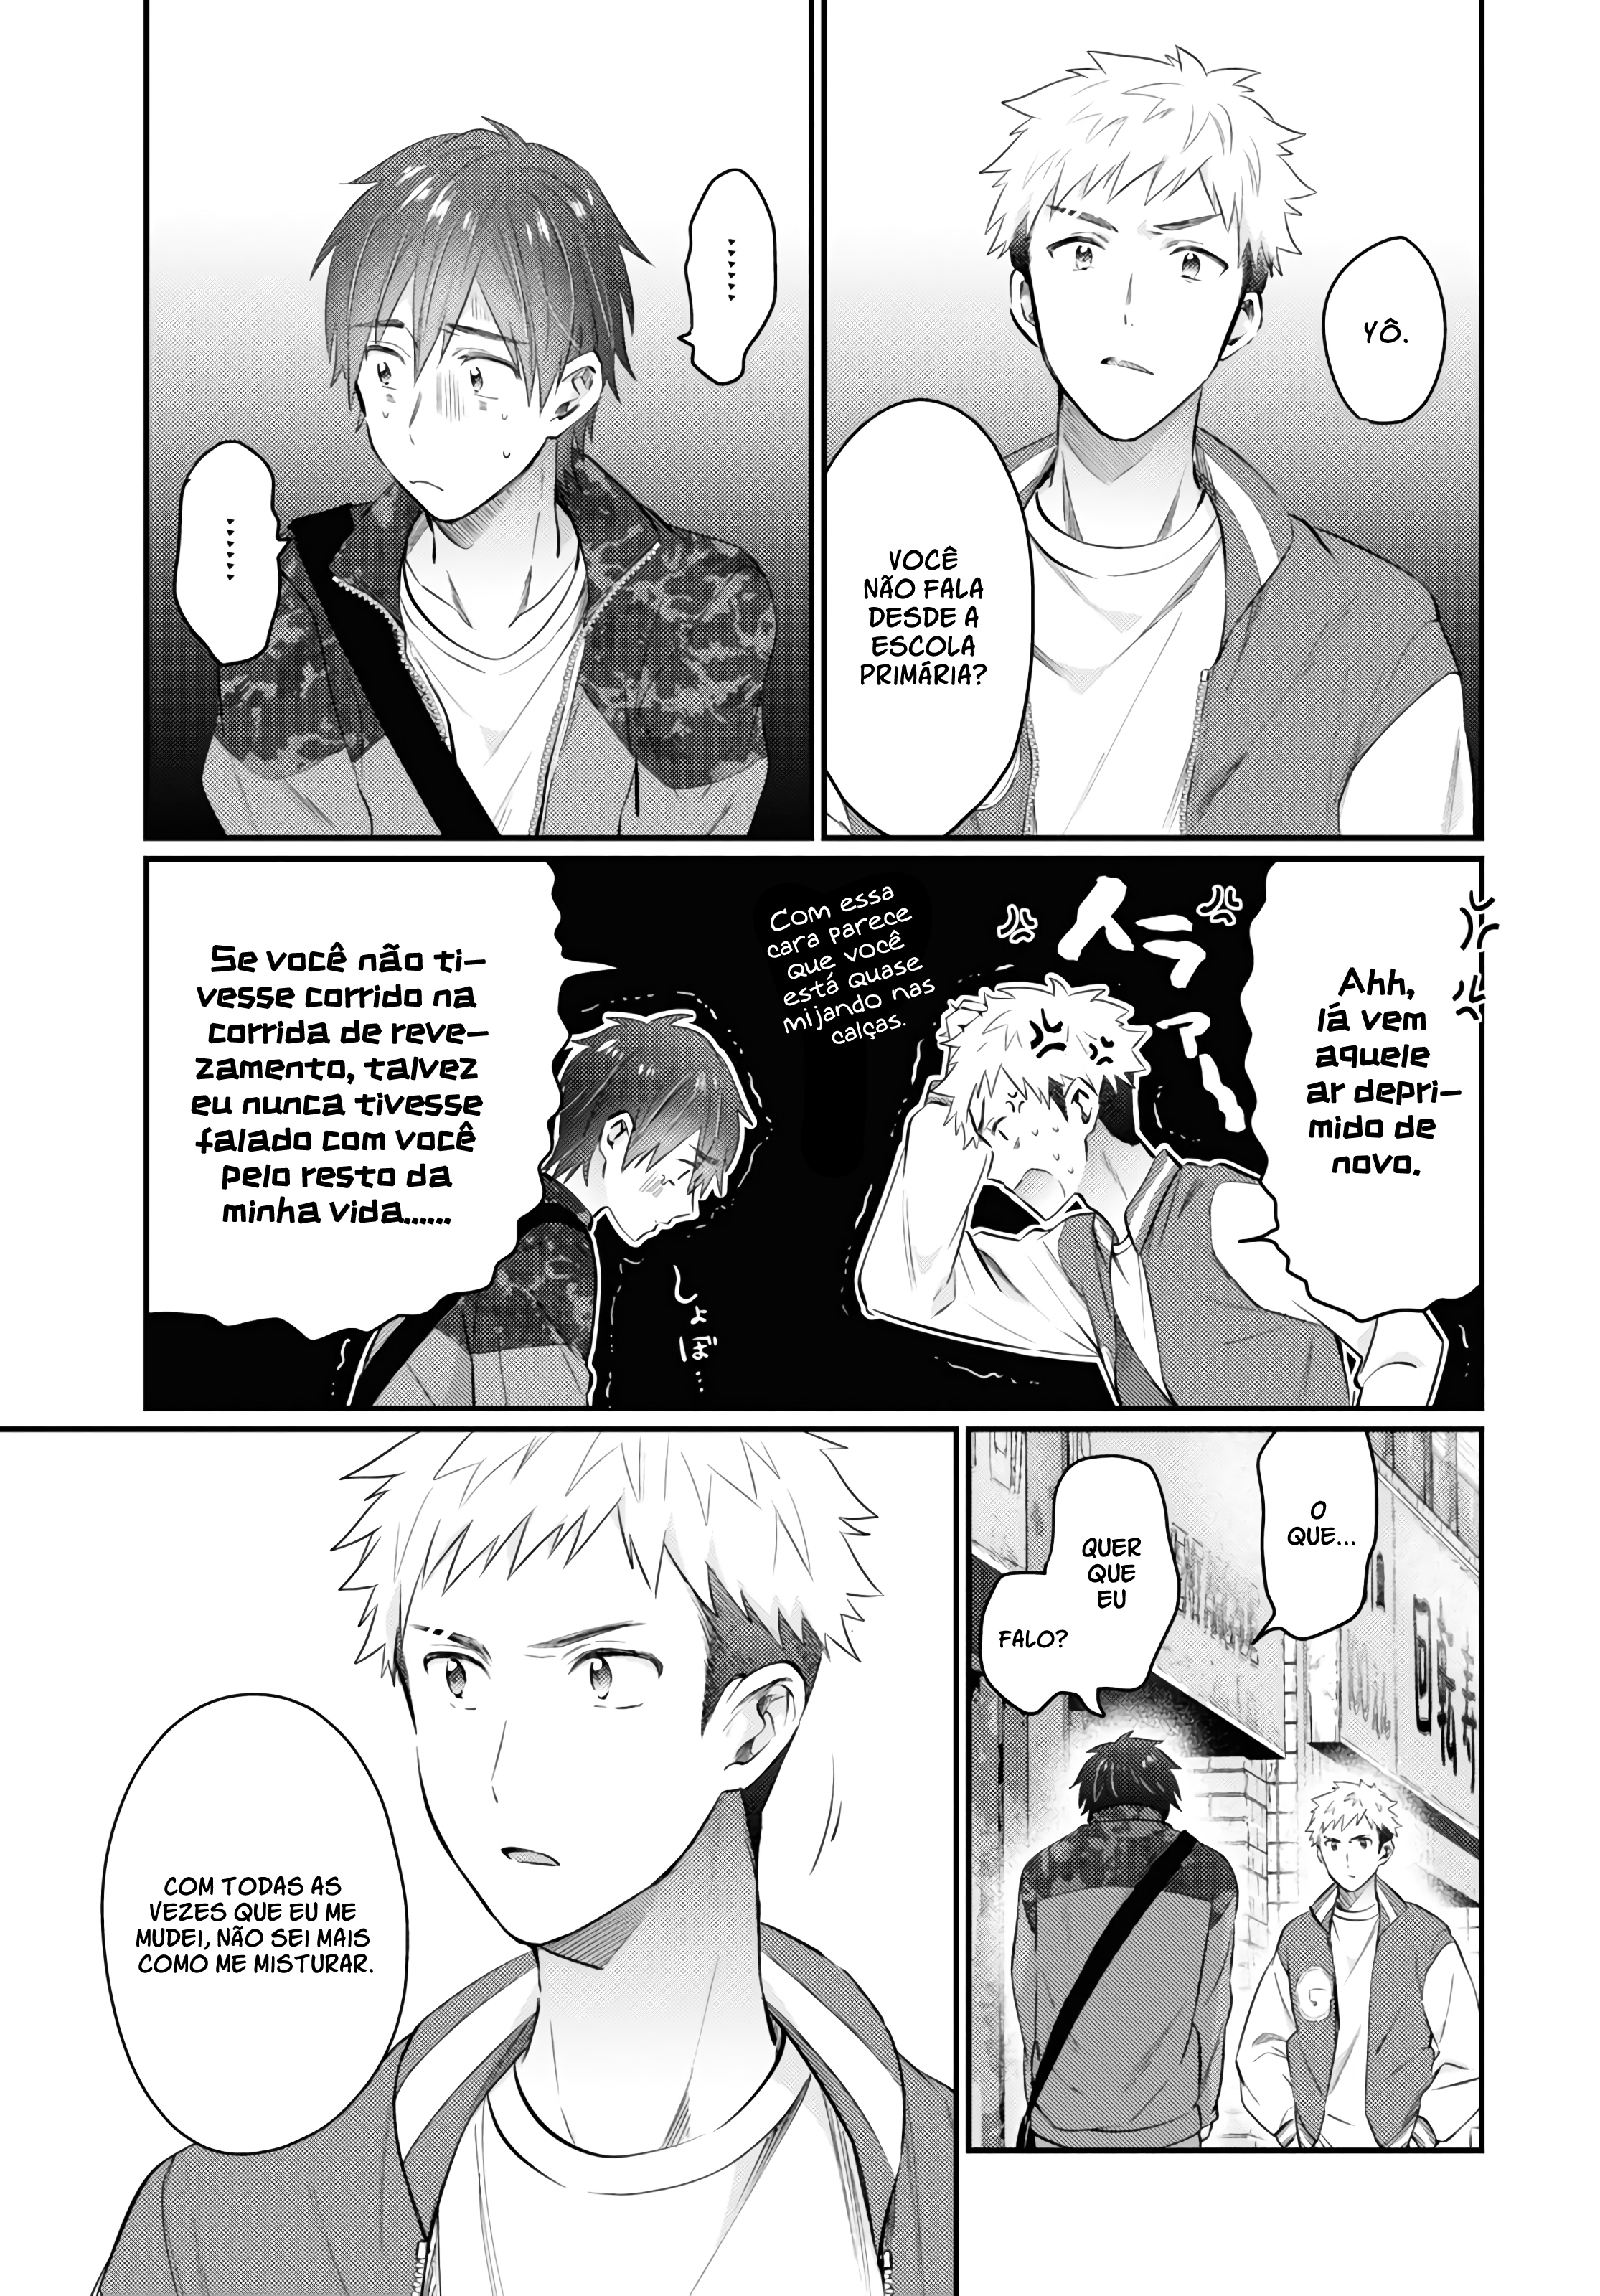 YÔ.
VOCÊ
NÃO FALA
DESDE A
ESCOLA
PRIMÁRIA?
......
......
Ahh,
lá vem
aquele
ar depri-
mido de
novo.
イラ
ァー
Com essa
cara parece
que você
está quase
mijando nas
calças.
しょぼ…
Se você não ti-
vesse corrido na
corrida de reve-
zamento, talvez
eu nunca tivesse
falado com você
pelo resto da
minha vida......
O
QUE...
QUER
QUE EU
FALO?
G
COM TODAS AS
VEZES QUE EU ME
MUDEI, NÃO SEI MAIS
COMO ME MISTURAR.